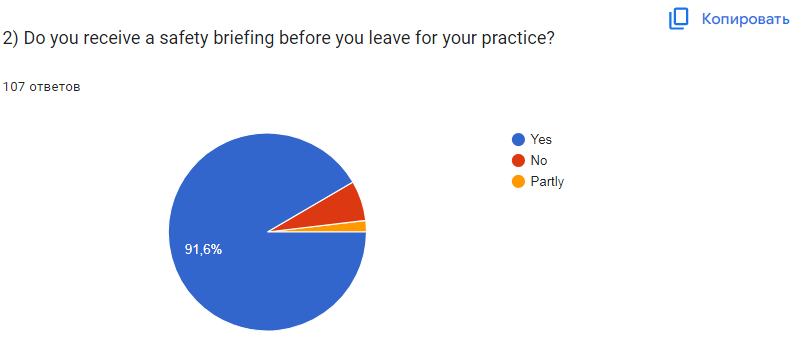 Копировать
2) Do you receive a safety briefing before you leave for your practice?
107 ответов
Yes
No
Partly
91,6%